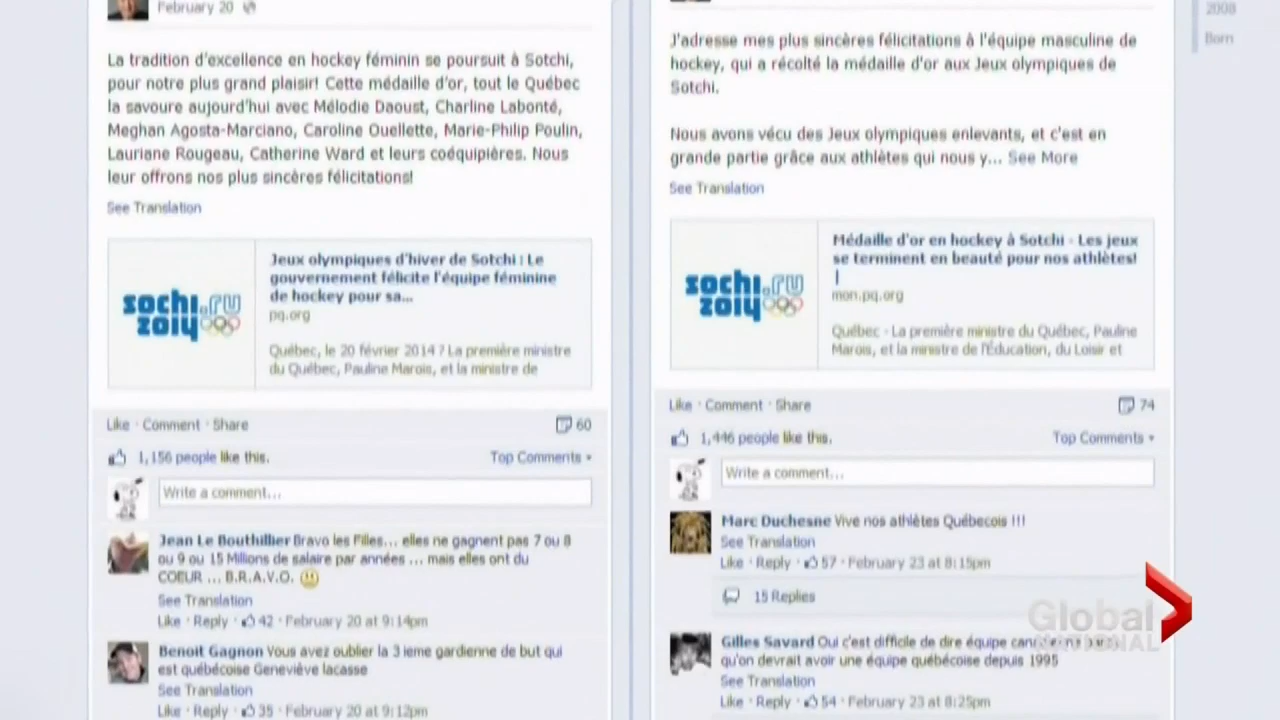 February 20
La tradition d'excellence en hockey féminin se poursuit à Sotchi,
pour notre plus grand plaisir! Cette médaille d'or, tout le Québec
la savoure aujourd'hui avec Mélodie Daoust, Charline Labonté,
Meghan Agosta-Marciano, Caroline Ouellette, Marie-Philip Poulin,
Lauriane Rougeau, Catherine Ward et leurs coéquipières. Nous
leur offrons nos plus sincères félicitations!
See Translation
sochi.ru
2014
Jeux olympiques d'hiver de Sotchi : Le
gouvernement félicite l'équipe féminine
de hockey pour sa...
pq.org
Québec, le 20 février 2014 ? La première ministre
du Québec, Pauline Marois, et la ministre de
Like · Comment · Share
60
1,156 people like this.
Top Comments
Write a comment...
Jean Le Bouthillier Bravo les Filles... elles ne gagnent pas 7 ou 8
ou 9 ou 15 Millions de salaire par années ... mais elles ont du
COEUR ... B.R.A.V.O.
See Translation
Like · Reply · 42 · February 20 at 9:14pm
Benoit Gagnon Vous avez oublier la 3 ieme gardienne de but qui
est québécoise Geneviève lacasse
See Translation
Like · Reply · 35 · February 20 at 9:12pm
J'adresse mes plus sincères félicitations à l'équipe masculine de
hockey, qui a récolté la médaille d'or aux Jeux olympiques de
Sotchi.
Nous avons vécu des Jeux olympiques enlevants, et c'est en
grande partie grâce aux athlètes qui nous y... See More
See Translation
sochi.ru
2014
Médaille d'or en hockey à Sotchi - Les jeux
se terminent en beauté pour nos athlètes!
|
mon.pq.org
Québec - La première ministre du Québec, Pauline
Marois, et la ministre de l'Éducation, du Loisir et
Like · Comment · Share
74
1,446 people like this.
Top Comments
Write a comment...
Marc Duchesne Vive nos athlètes Québecois !!!
See Translation
Like · Reply · 57 · February 23 at 8:15pm
15 Replies
Gilles Savard Oui c'est difficile de dire équipe
qu'on devrait avoir une équipe québécoise depuis 1995
See Translation
Like · Reply · 54 · February 23 at 8:25pm
2008
Born
Global
NATIONAL